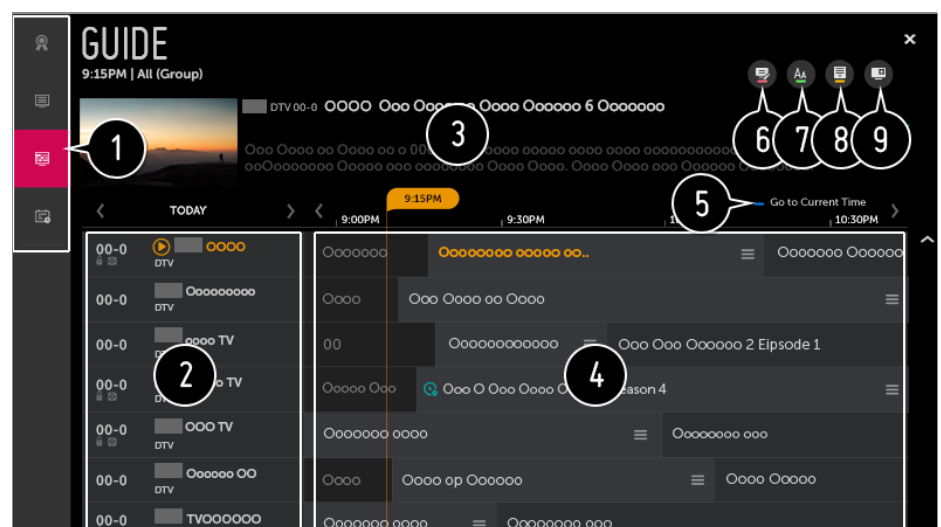 GUIDE
9:15PM | All (Group)
DTV 00-0 OOOO Ooo
3
1
6 7 8 9
5
Go to Current Time
TODAY
9:15PM
9:00PM 9:30PM 10:30PM
00-0 OOOO
DTV
Ooooooo Oooooooo ooooo oo.. Ooooooo Oooooo
00-0 Ooooooooo
DTV
Oooo Ooo Oooo oo Oooo
00-0 oooo TV
00 Oooooooooooo Ooo Ooo Oooooo 2 Eipsode 1
2
4
00-0 TV
Ooooo Ooo Ooo O Ooo Oooo eason 4
00-0 OOO TV
DTV
Ooooooo oooo Oooooooo ooo
00-0 Oooooo OO
DTV
Oooo Oooo op Oooooo Oooo Ooooo
00-0 TVOOOOOO
Ooooooo oooo Oooooooo ooo